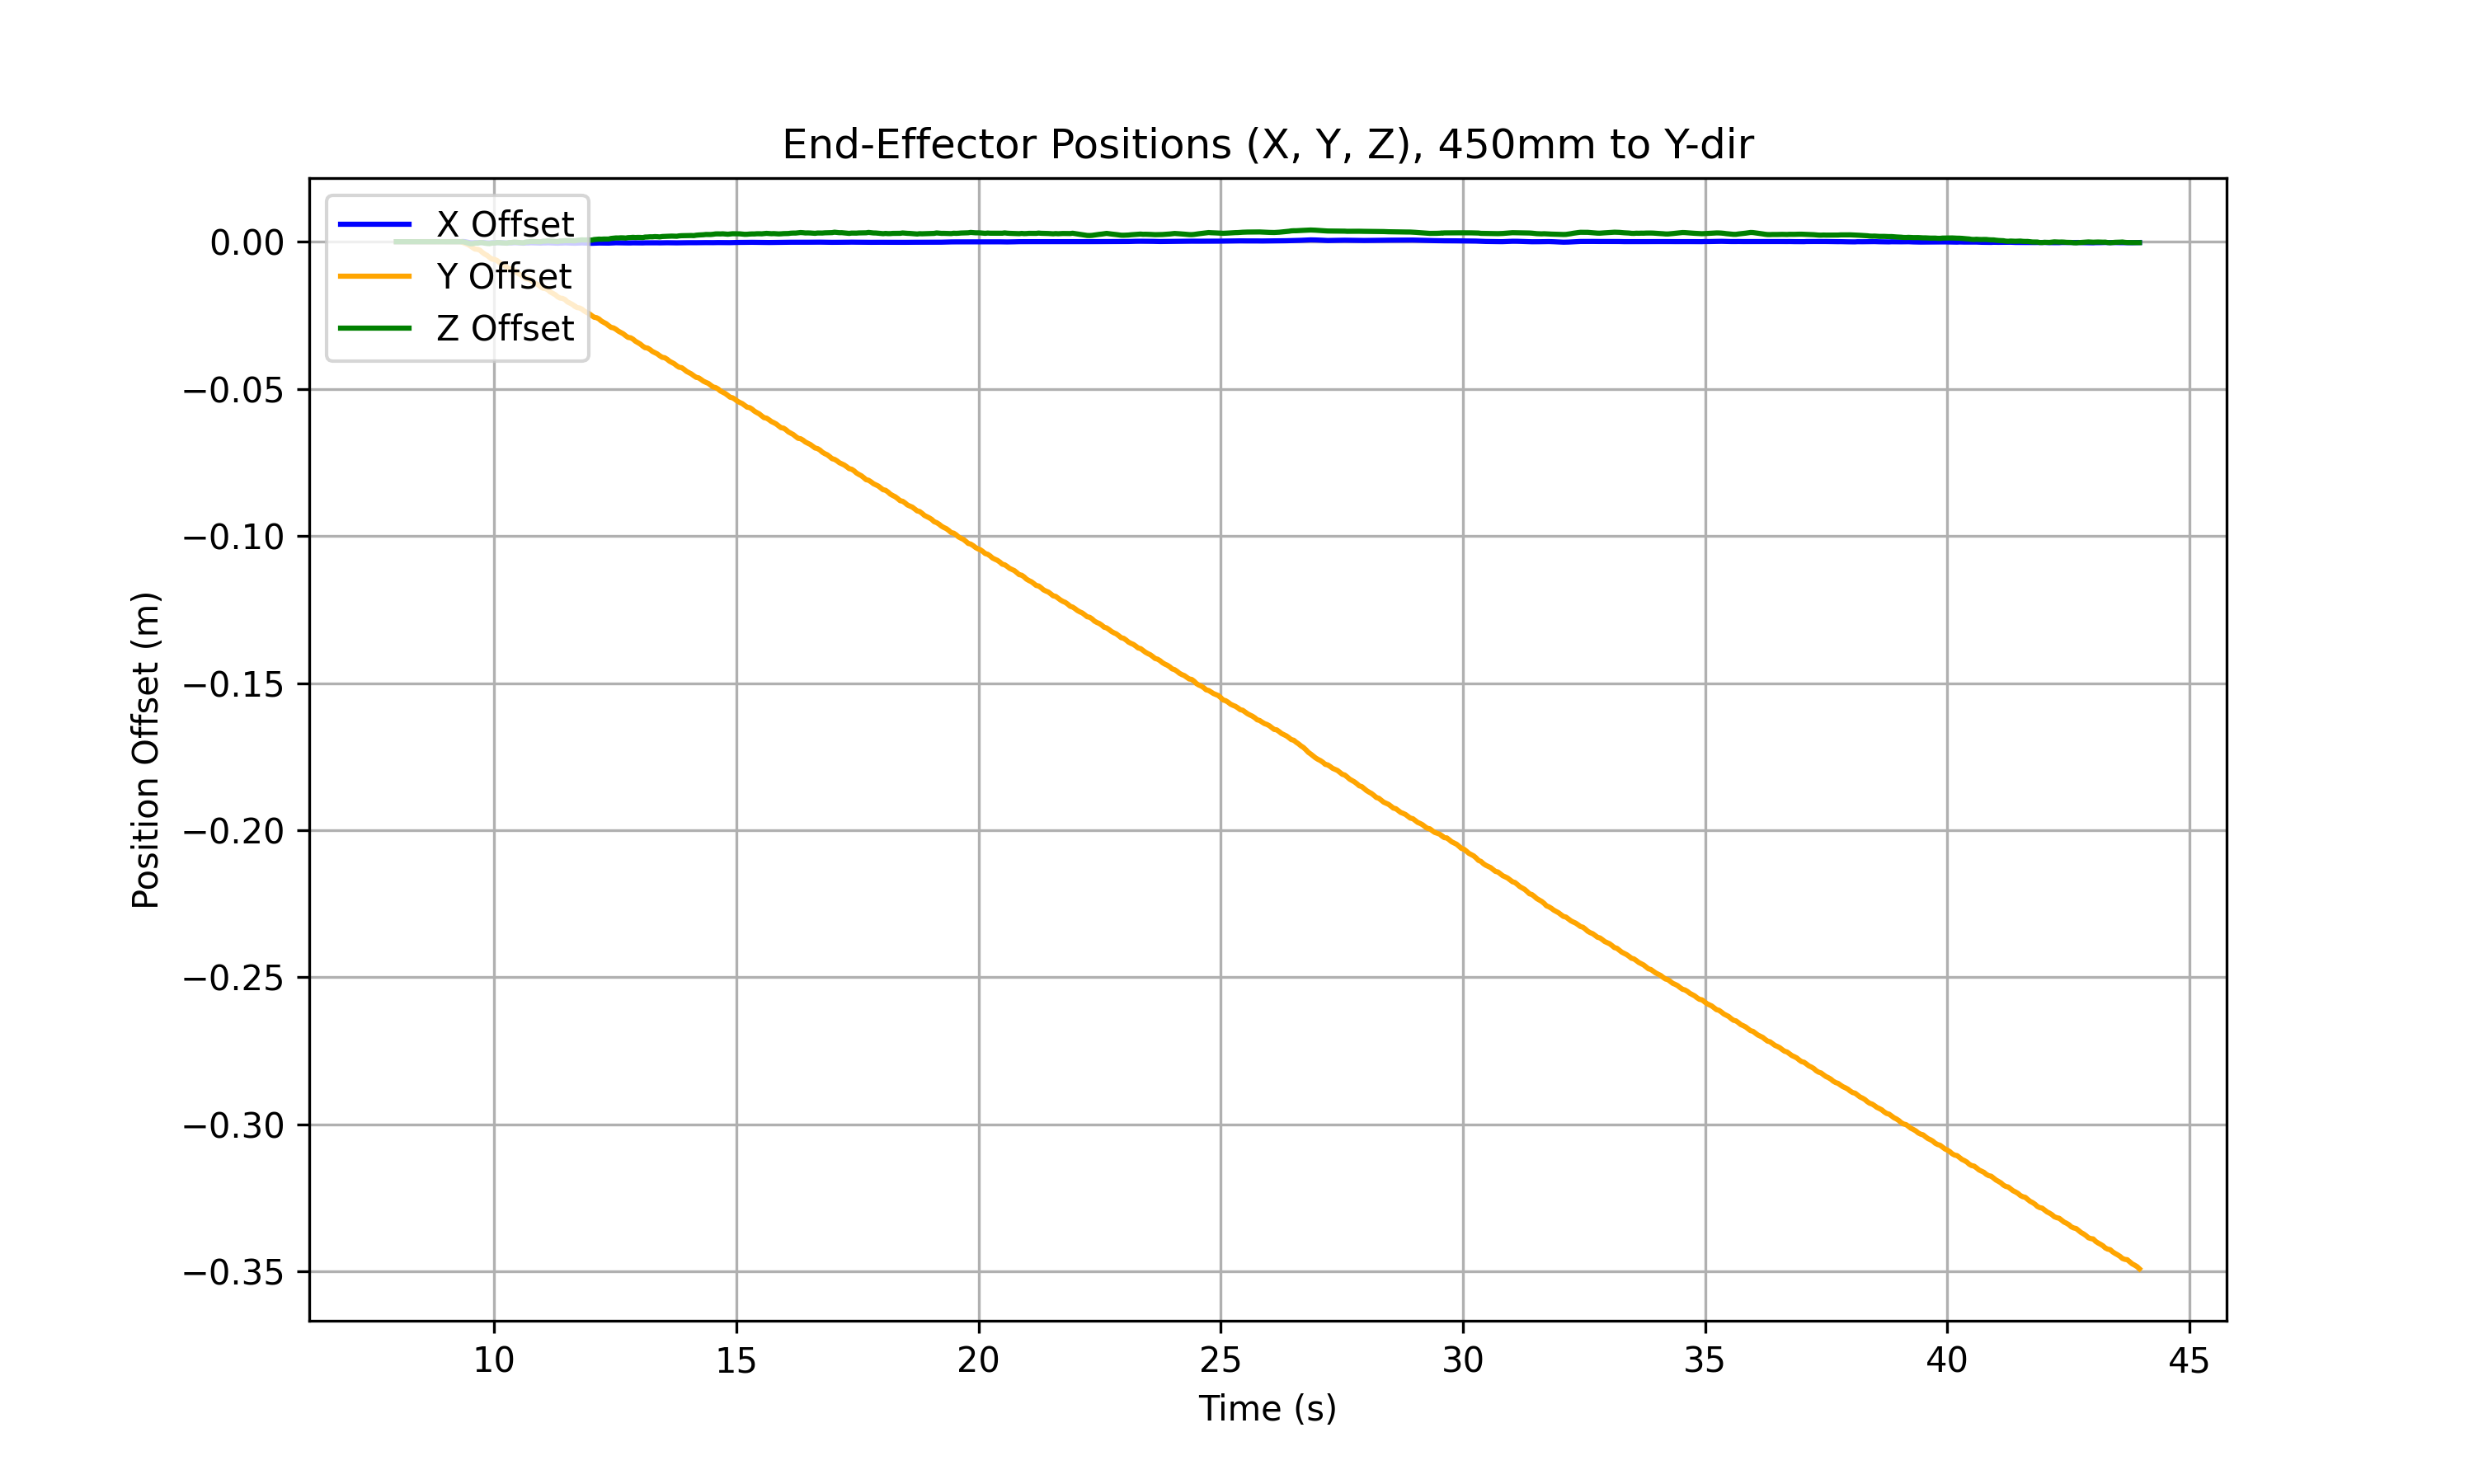 End-Effector Positions (X, Y, Z), 450mm to Y-dir
X Offset
Y Offset
Z Offset
0.00
−0.05
−0.10
−0.15
−0.20
−0.25
−0.30
−0.35
Position Offset (m)
10 15 20 25 30 35 40 45
Time (s)